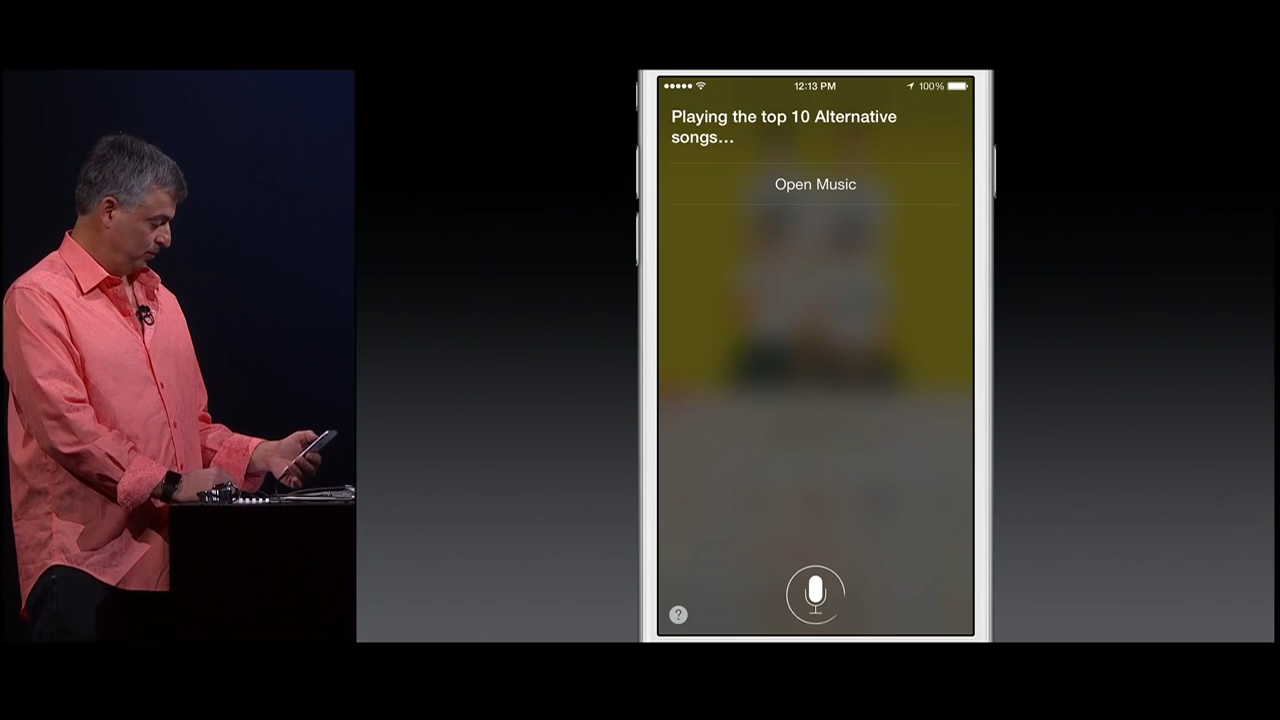 12:13 PM
100%
Playing the top 10 Alternative
songs...
Open Music
?